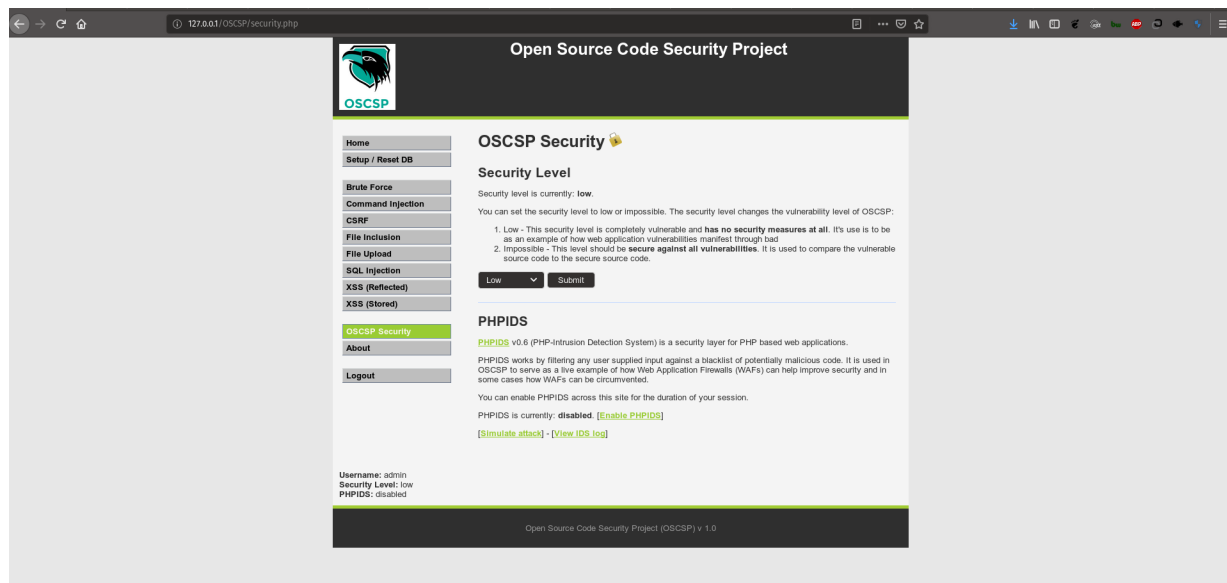 127.0.0.1/OSCSP/security.php
Open Source Code Security Project
OSCSP
Home
Setup / Reset DB
Brute Force
Command Injection
CSRF
File Inclusion
File Upload
SQL Injection
XSS (Reflected)
XSS (Stored)
OSCSP Security
About
Logout
OSCSP Security
Security Level
Security level is currently: low.
You can set the security level to low or impossible. The security level changes the vulnerability level of OSCSP:
1. Low - This security level is completely vulnerable and has no security measures at all. It's use is to be
as an example of how web application vulnerabilities manifest through bad
2. Impossible - This level should be secure against all vulnerabilities. It is used to compare the vulnerable
source code to the secure source code.
Low Submit
PHPIDS
PHPIDS v0.6 (PHP-Intrusion Detection System) is a security layer for PHP based web applications.
PHPIDS works by filtering any user supplied input against a blacklist of potentially malicious code. It is used in
OSCSP to serve as a live example of how Web Application Firewalls (WAFs) can help improve security and in
some cases how WAFs can be circumvented.
You can enable PHPIDS across this site for the duration of your session.
PHPIDS is currently: disabled. [Enable PHPIDS]
[Simulate attack] - [View IDS log]
Username: admin
Security Level: low
PHPIDS: disabled
Open Source Code Security Project (OSCSP) v 1.0